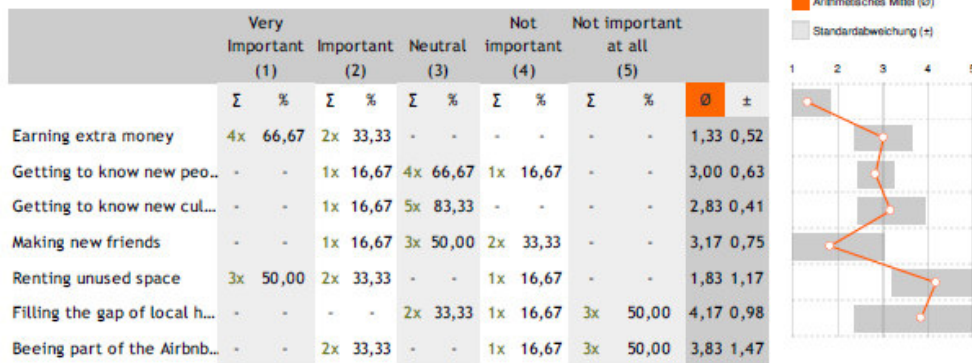 Arithmetisches Mittel (Ø)
Standardabweichung (±)
Very Important (1) Important (2) Neutral (3) Not important (4) Not important at all (5)
Σ % Σ % Σ % Σ % Σ % Ø ±
1 2 3 4 5
Earning extra money 4x 66,67 2x 33,33 - - - - - - 1,33 0,52
Getting to know new peo.. - - 1x 16,67 4x 66,67 1x 16,67 - - 3,00 0,63
Getting to know new cul... - - 1x 16,67 5x 83,33 - - - - 2,83 0,41
Making new friends - - 1x 16,67 3x 50,00 2x 33,33 - - 3,17 0,75
Renting unused space 3x 50,00 2x 33,33 - - 1x 16,67 - - 1,83 1,17
Filling the gap of local h... - - - - 2x 33,33 1x 16,67 3x 50,00 4,17 0,98
Beeing part of the Airbnb... - - 2x 33,33 - - 1x 16,67 3x 50,00 3,83 1,47